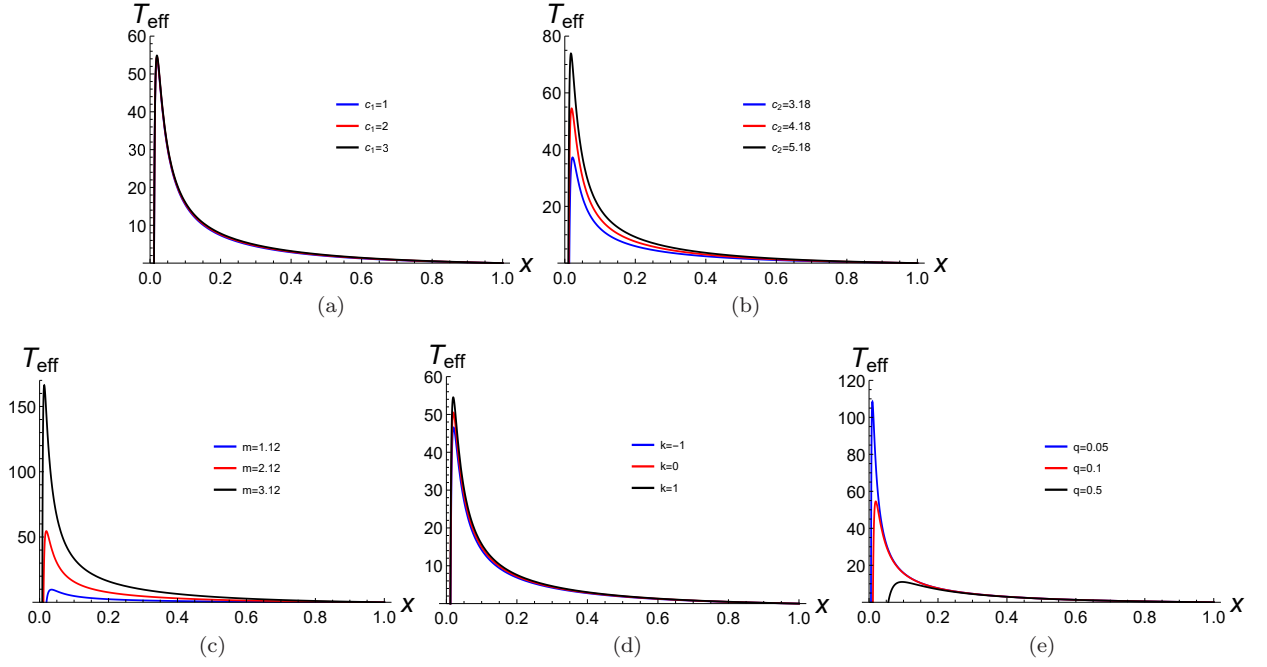 T_eff
60
50
40
30
20
10
0.0 0.2 0.4 0.6 0.8 1.0
x
c₁=1
c₁=2
c₁=3
(a)
T_eff
80
60
40
20
0.0 0.2 0.4 0.6 0.8 1.0
x
c₂=3.18
c₂=4.18
c₂=5.18
(b)
T_eff
150
100
50
0.0 0.2 0.4 0.6 0.8 1.0
x
m=1.12
m=2.12
m=3.12
(c)
T_eff
60
50
40
30
20
10
0.0 0.2 0.4 0.6 0.8 1.0
x
k=-1
k=0
k=1
(d)
T_eff
120
100
80
60
40
20
0.0 0.2 0.4 0.6 0.8 1.0
x
q=0.05
q=0.1
q=0.5
(e)